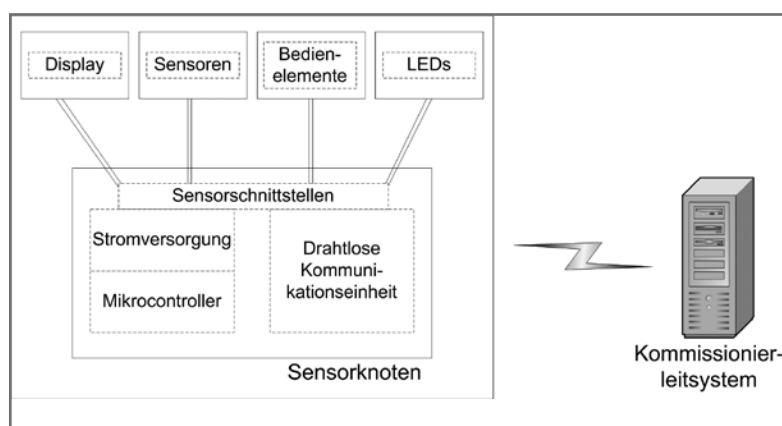 Display
Sensoren
Bedien-
elemente
LEDs
Sensorschnittstellen
Stromversorgung
Mikrocontroller
Drahtlose
Kommuni-
kationseinheit
Sensorknoten
Kommissionier-
leitsystem